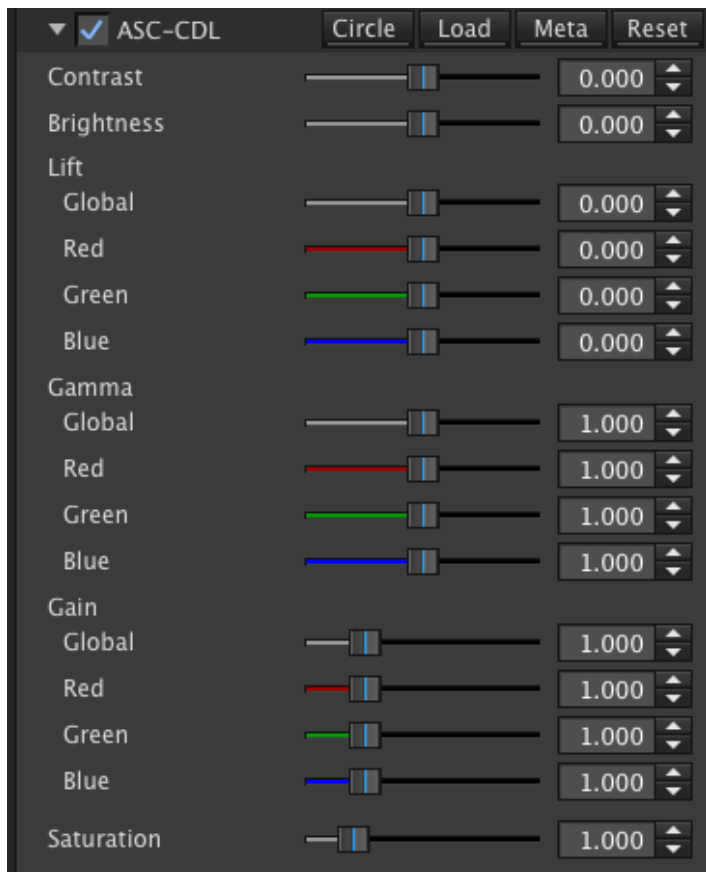 ASC-CDL Circle Load Meta Reset
Contrast 0.000
Brightness 0.000
Lift
Global 0.000
Red 0.000
Green 0.000
Blue 0.000
Gamma
Global 1.000
Red 1.000
Green 1.000
Blue 1.000
Gain
Global 1.000
Red 1.000
Green 1.000
Blue 1.000
Saturation 1.000